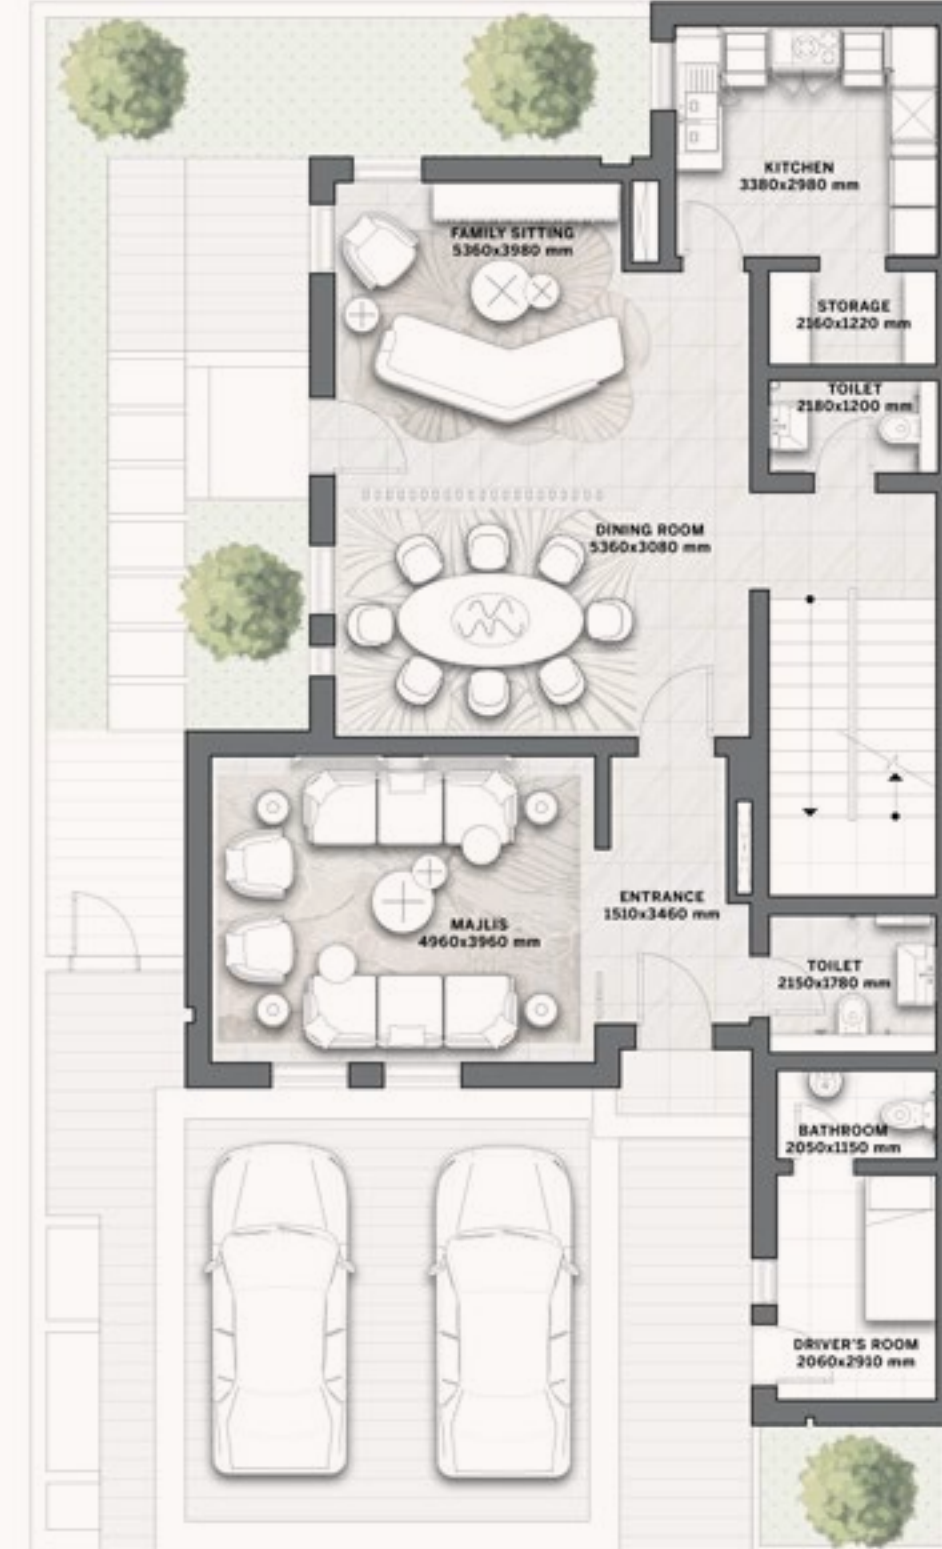 KITCHEN
3380x2980 mm
FAMILY SITTING
5360x3980 mm
STORAGE
2160x1220 mm
TOILET
2180x1200 mm
DINING ROOM
5360x3080 mm
ENTRANCE
1510x3460 mm
MAJLIS
4960x3960 mm
TOILET
2150x1780 mm
BATHROOM
2050x1150 mm
DRIVER'S ROOM
2060x2910 mm